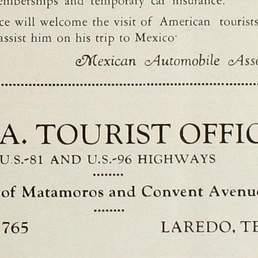 emberships and temporary car insurance.
ce will welcome the visit of American tourists
assist him on his trip to Mexico.
Mexican Automobile Asso
A. TOURIST OFFIC
U.S.-81 AND U.S.-96 HIGHWAYS
of Matamoros and Convent Avenue
765 LAREDO, TE